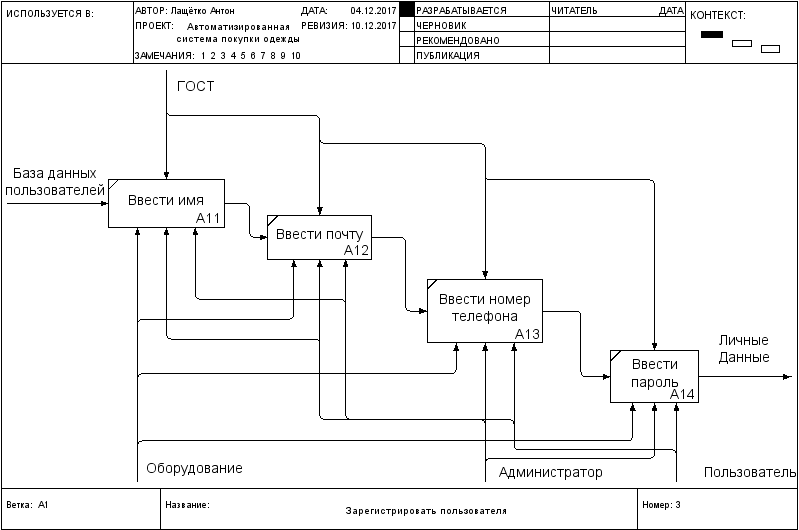 ИСПОЛЬЗУЕТСЯ В:
АВТОР: Лащётко Антон
ДАТА: 04.12.2017
ПРОЕКТ: Автоматизированная
система покупки одежды
РЕВИЗИЯ: 10.12.2017
ЗАМЕЧАНИЯ: 1 2 3 4 5 6 7 8 9 10
РАЗРАБАТЫВАЕТСЯ
ЧЕРНОВИК
РЕКОМЕНДОВАНО
ПУБЛИКАЦИЯ
ЧИТАТЕЛЬ
ДАТА
КОНТЕКСТ:
ГОСТ
База данных
пользователей
Ввести имя
A11
Ввести почту
A12
Ввести номер
телефона
A13
Ввести
пароль
A14
Личные
Данные
Оборудование
Администратор
Пользователь
Ветка: A1
Название:
Зарегистрировать пользователя
Номер: 3